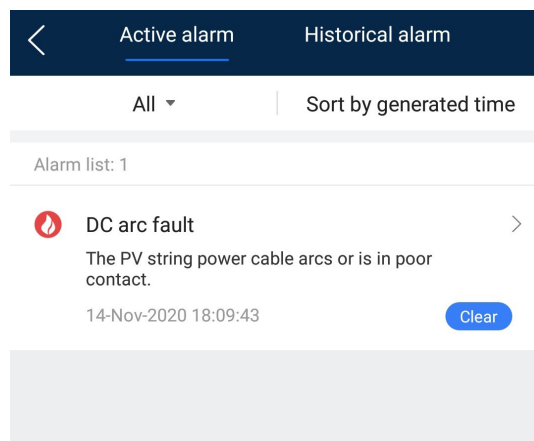 Active alarm Historical alarm
All Sort by generated time
Alarm list: 1
DC arc fault
The PV string power cable arcs or is in poor
contact.
14-Nov-2020 18:09:43 Clear